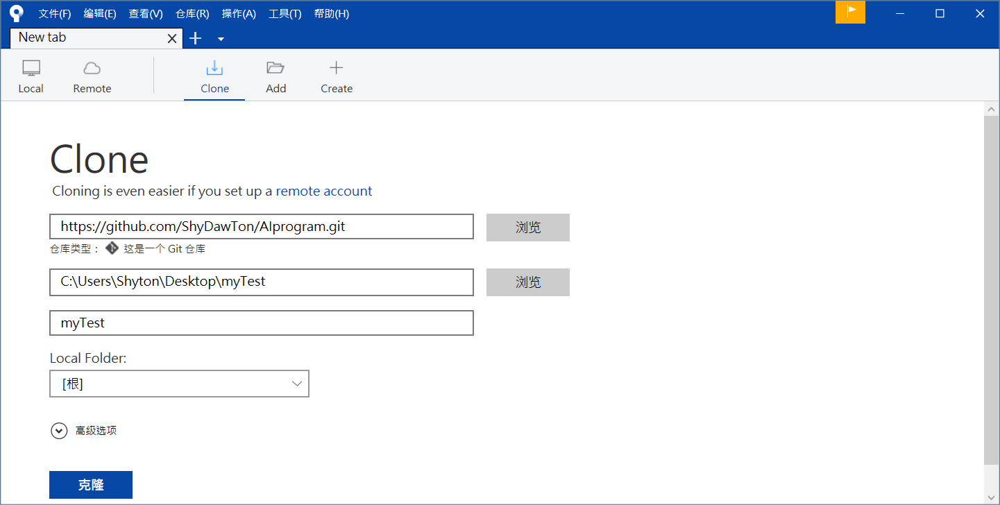 文件(F) 编辑(E) 查看(V) 仓库(R) 操作(A) 工具(T) 帮助(H)
New tab
Local Remote Clone Add Create
Clone
Cloning is even easier if you set up a remote account
https://github.com/ShyDawTon/AIprogram.git 浏览
仓库类型： 这是一个 Git 仓库
C:\Users\Shyton\Desktop\myTest 浏览
myTest
Local Folder:
[根]
高级选项
克隆